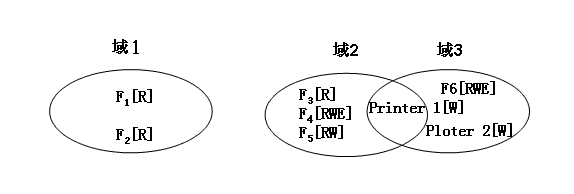 域1
域2
域3
F1[R]
F2[R]
F3[R]
F4[RWE]
F5[RW]
Printer 1[W]
F6[RWE]
Ploter 2[W]